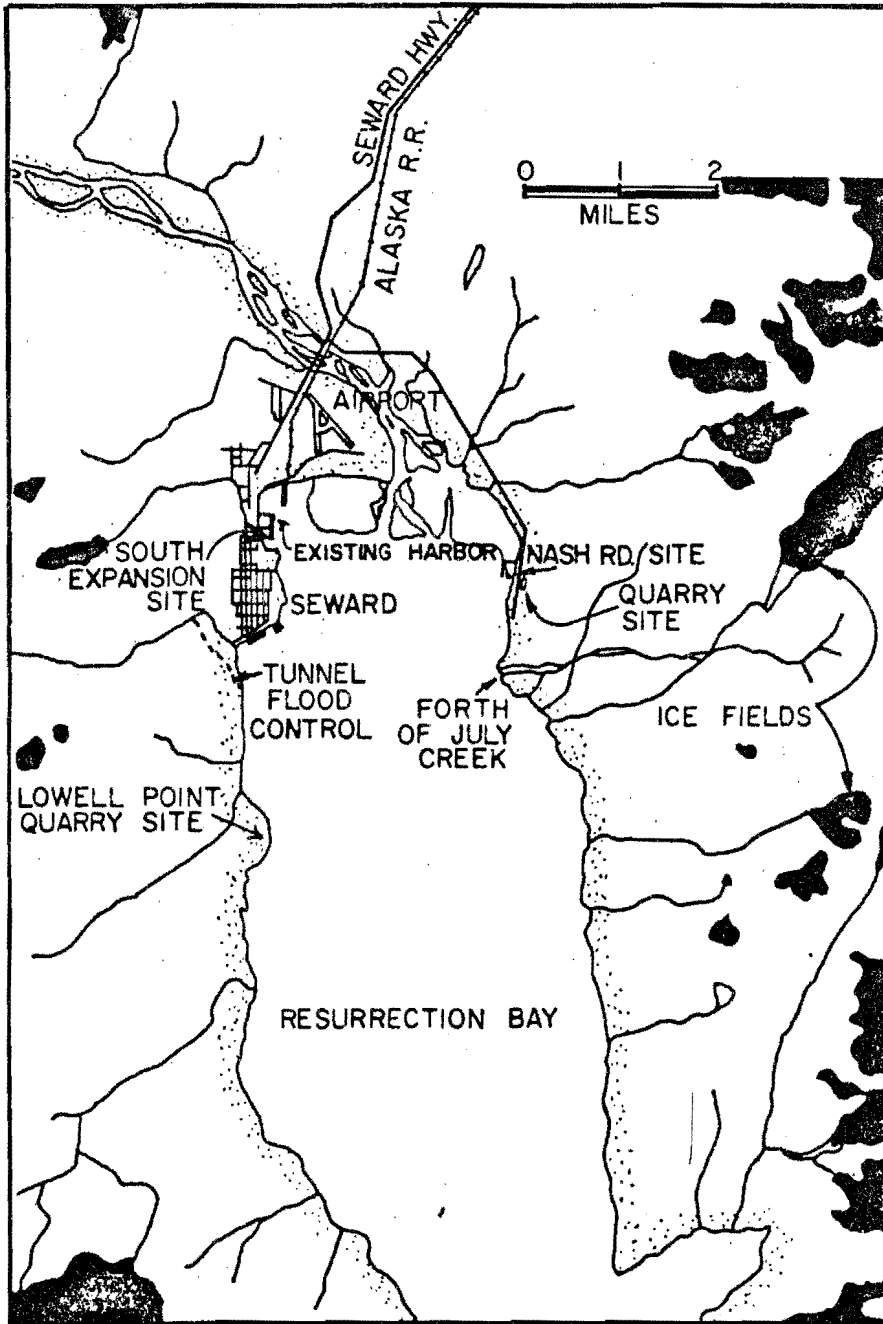 SEWARD HWY.
ALASKA R.R.
0 1 2
MILES
AIRPORT
SOUTH
EXPANSION
SITE
EXISTING HARBOR
NASH RD. SITE
QUARRY
SITE
SEWARD
TUNNEL
FLOOD
CONTROL
FORTH
OF JULY
CREEK
ICE FIELDS
LOWELL POINT
QUARRY SITE
RESURRECTION BAY